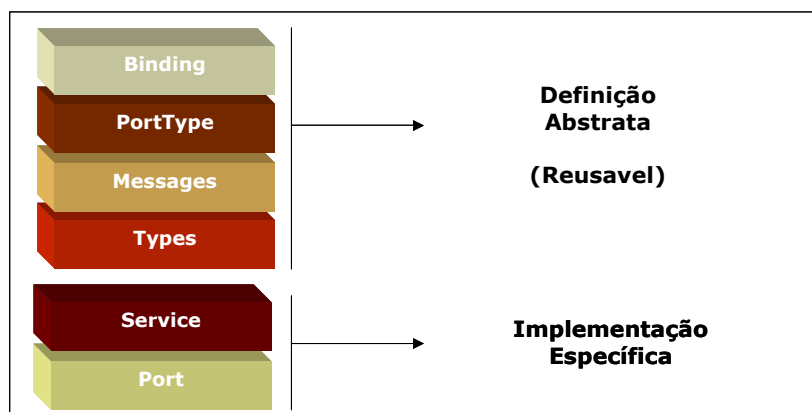 Binding
PortType
Messages
Types
Definição
Abstrata
(Reusavel)
Service
Port
Implementação
Específica